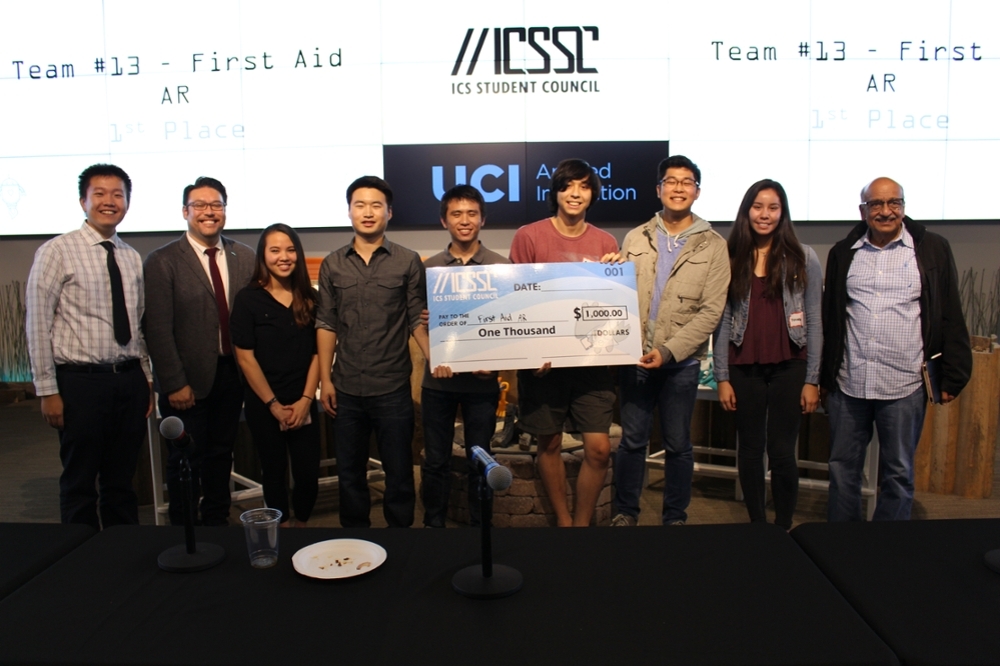 Team #13 - First Aid
AR
1st Place
//ICSSC
ICS STUDENT COUNCIL
Team #13 - First
AR
1st Place
UCI
//ICSSC
ICS STUDENT COUNCIL
DATE:
001
PAY TO THE
ORDER OF
First Aid AR
$ 1,000.00
One Thousand
DOLLARS